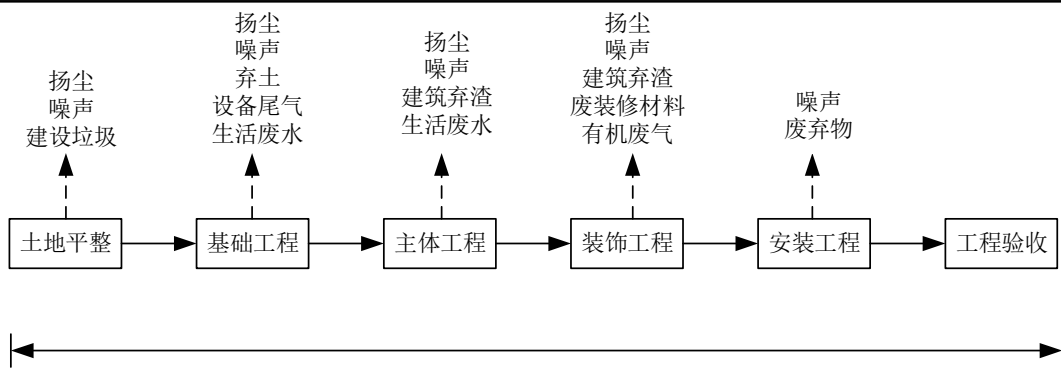 扬尘
噪声
建设垃圾
扬尘
噪声
弃土
设备尾气
生活废水
扬尘
噪声
建筑弃渣
生活废水
扬尘
噪声
建筑弃渣
废装修材料
有机废气
噪声
废弃物
土地平整
基础工程
主体工程
装饰工程
安装工程
工程验收